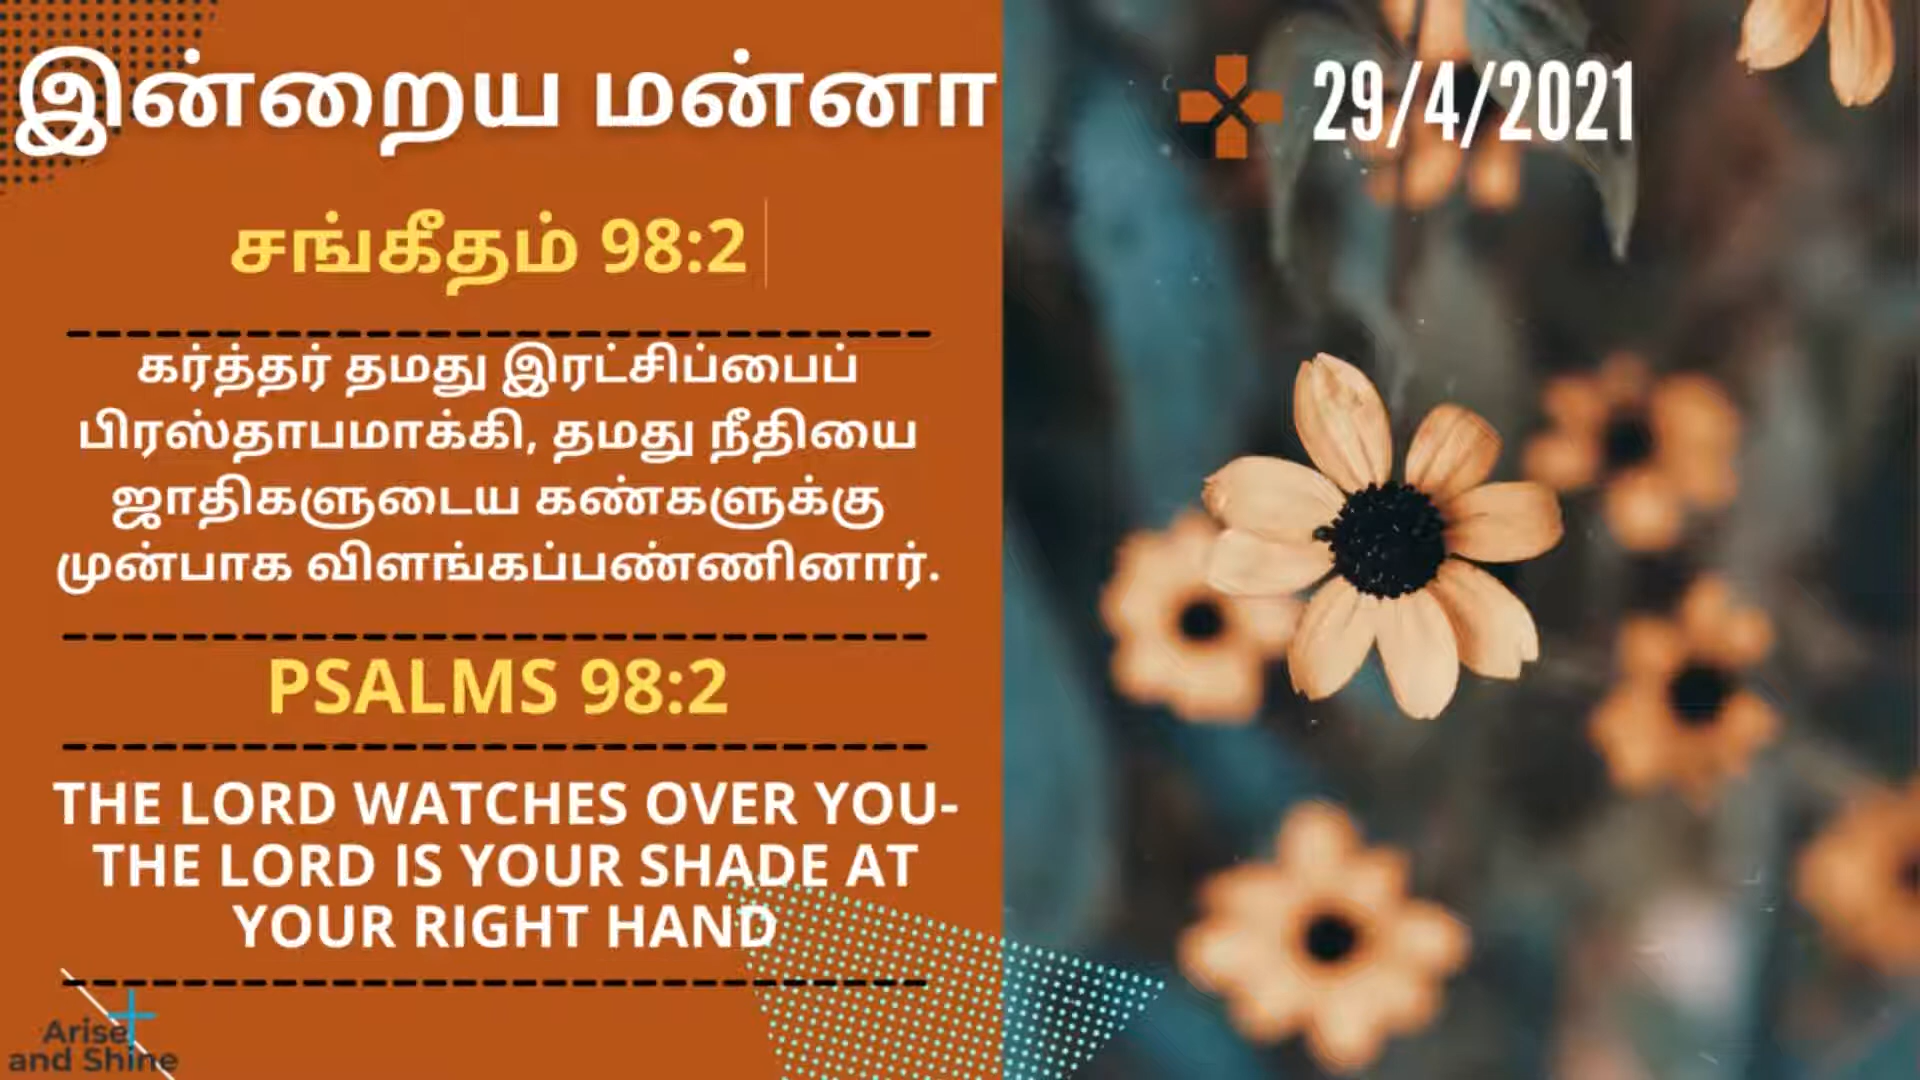 இன்றைய மன்னா
29/4/2021
சங்கீதம் 98:2
கர்த்தர் தமது இரட்சிப்பைப்
பிரஸ்தாபமாக்கி, தமது நீதியை
ஜாதிகளுடைய கண்களுக்கு
முன்பாக விளங்கப்பண்ணினார்.
PSALMS 98:2
THE LORD WATCHES OVER YOU-
THE LORD IS YOUR SHADE AT
YOUR RIGHT HAND
Arise
and Shine